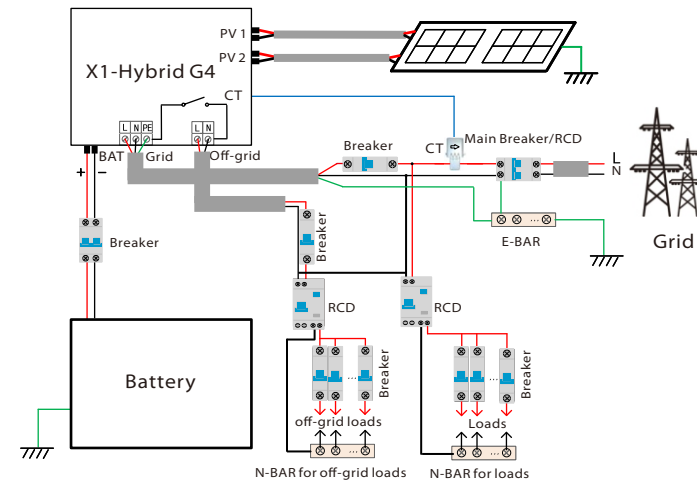 PV 1
PV 2
X1-Hybrid G4
CT
L N PE
L N
BAT
Grid
Off-grid
+
−
Breaker
CT
Main Breaker/RCD
L
N
Grid
E-BAR
...
Breaker
Breaker
RCD
RCD
Battery
...
Breaker
...
Breaker
off-grid loads
Loads
...
...
N-BAR for off-grid loads
N-BAR for loads